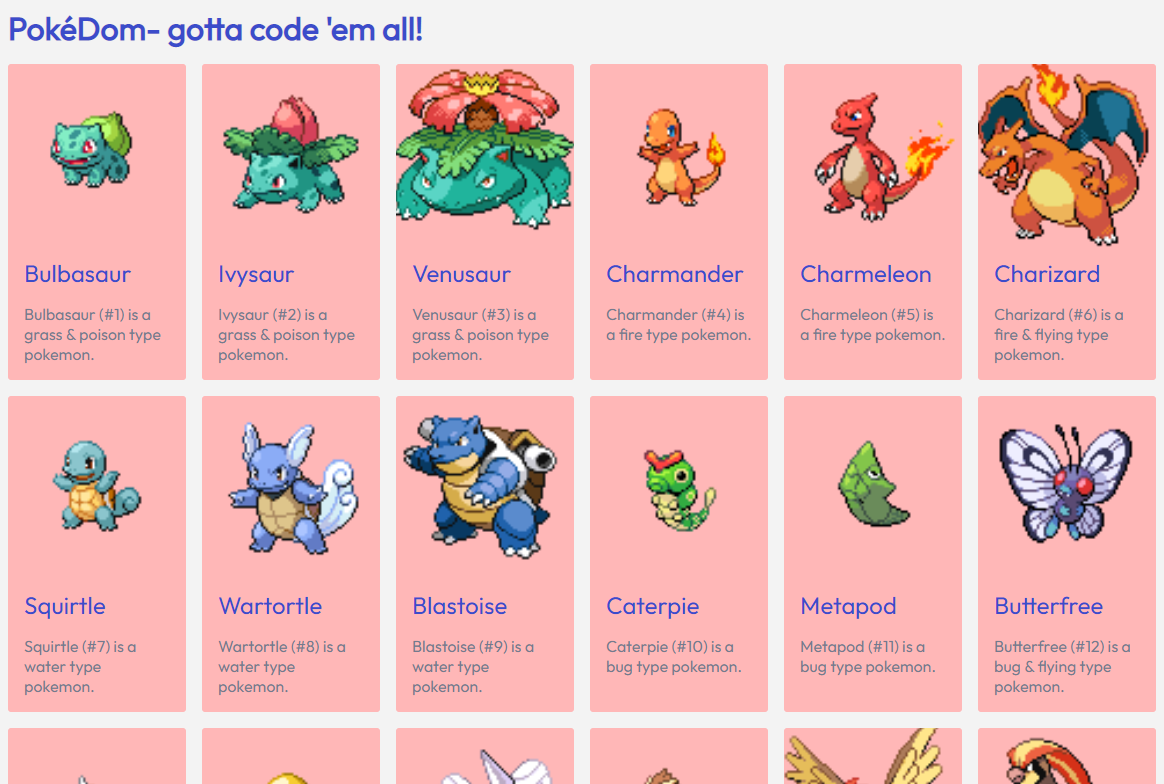 PokéDom- gotta code 'em all!
Bulbasaur
Bulbasaur (#1) is a
grass & poison type
pokemon.
Ivysaur
Ivysaur (#2) is a
grass & poison type
pokemon.
Venusaur
Venusaur (#3) is a
grass & poison type
pokemon.
Charmander
Charmander (#4) is
a fire type pokemon.
Charmeleon
Charmeleon (#5) is
a fire type pokemon.
Charizard
Charizard (#6) is a
fire & flying type
pokemon.
Squirtle
Squirtle (#7) is a
water type
pokemon.
Wartortle
Wartortle (#8) is a
water type
pokemon.
Blastoise
Blastoise (#9) is a
water type
pokemon.
Caterpie
Caterpie (#10) is a
bug type pokemon.
Metapod
Metapod (#11) is a
bug type pokemon.
Butterfree
Butterfree (#12) is a
bug & flying type
pokemon.